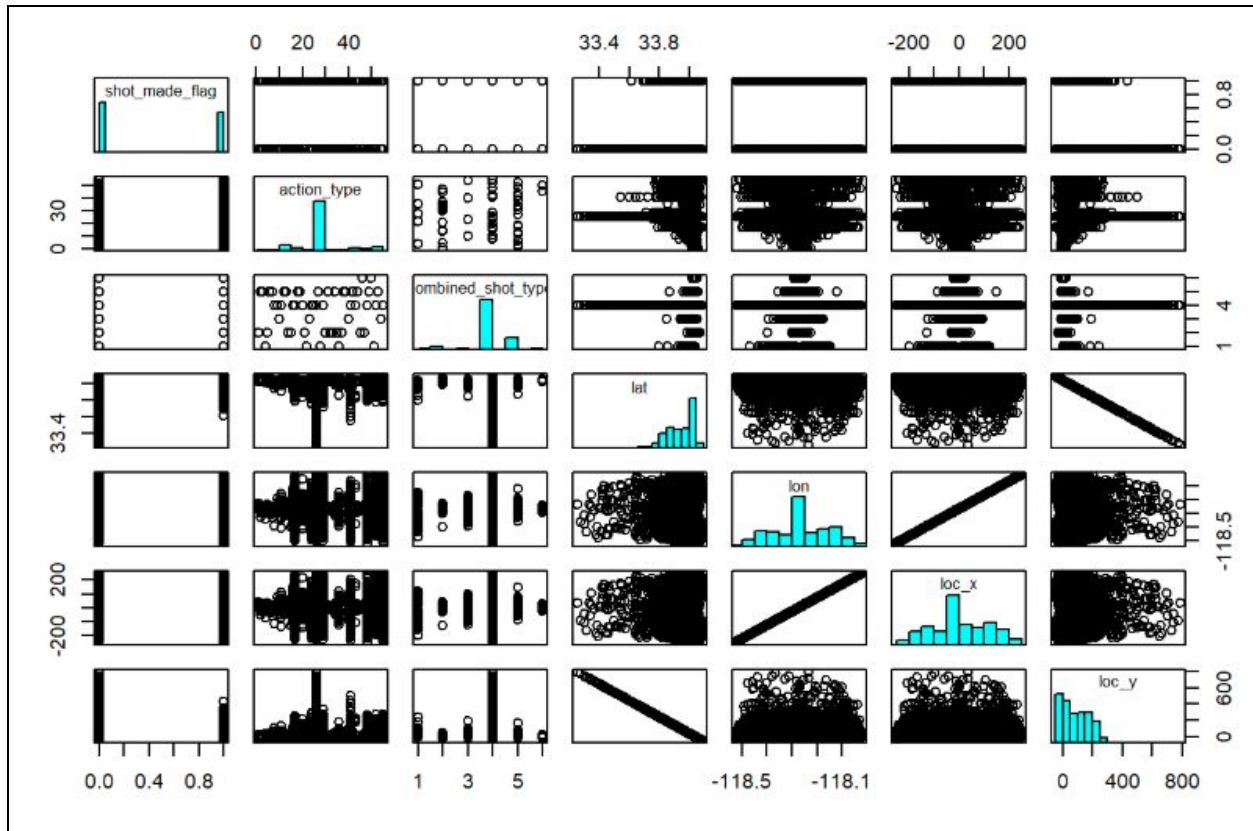 0 20 40 33.4 33.8 -200 0 200
shot_made_flag
0.0 0.8
action_type
0 30
ombined_shot_type
1 4
lat
33.4
lon
-118.5
loc_x
-200 200
loc_y
0 600
0.0 0.4 0.8 1 3 5 -118.5 -118.1 0 400 800